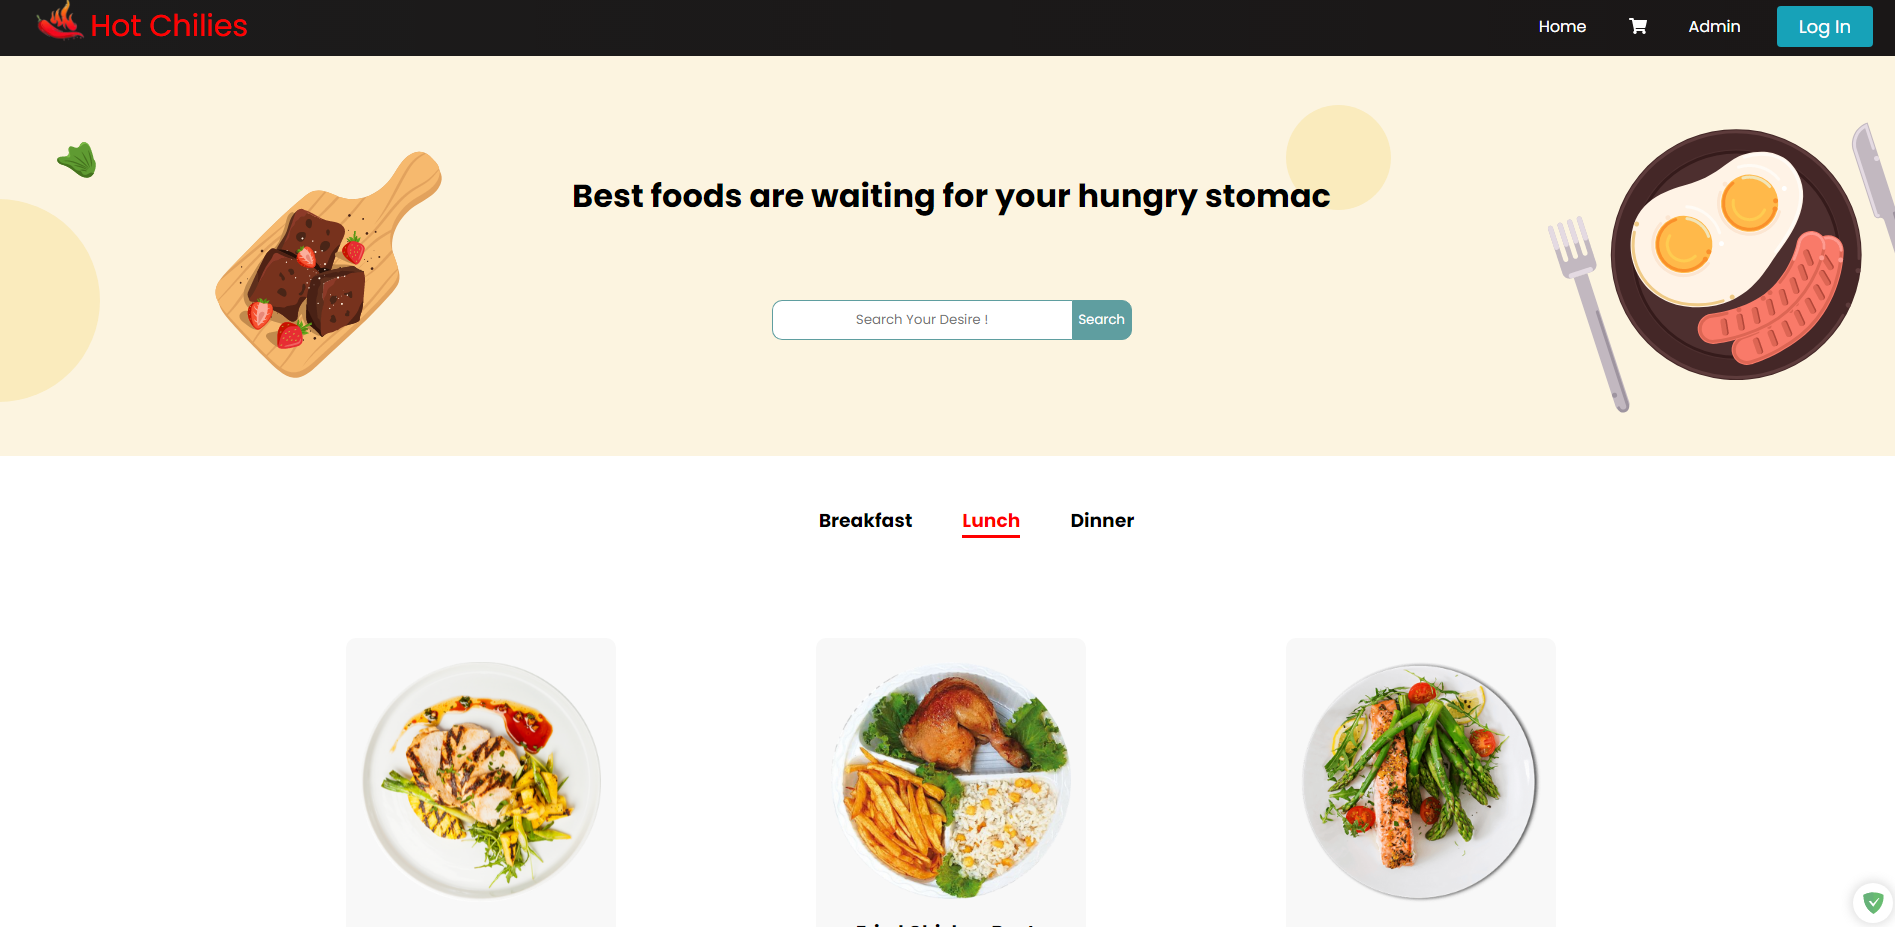 Hot Chilies
Home
Admin
Log In
Best foods are waiting for your hungry stomac
Search Your Desire !
Search
Breakfast
Lunch
Dinner